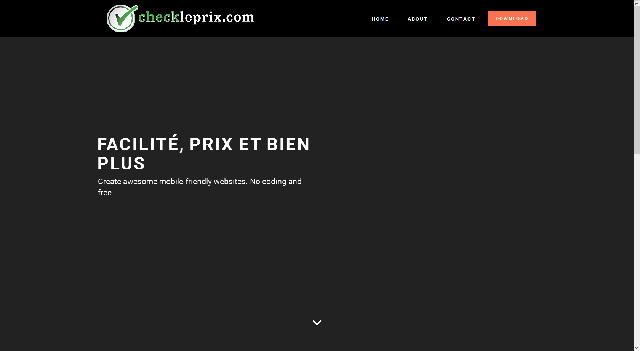 checkleprix.com
HOME ABOUT CONTACT DOWNLOAD
FACILITÉ, PRIX ET BIEN
PLUS
Create awesome mobile-friendly websites. No coding and
free.